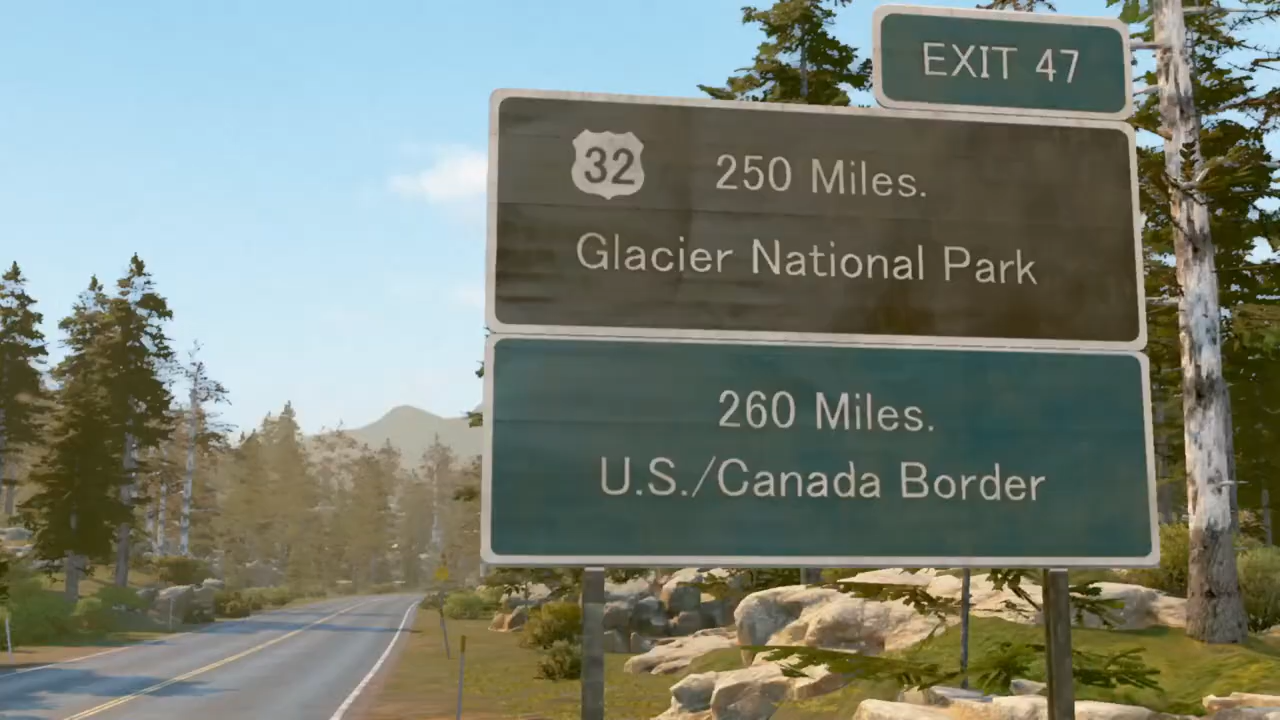 EXIT 47
32 250 Miles.
Glacier National Park
260 Miles.
U.S./Canada Border